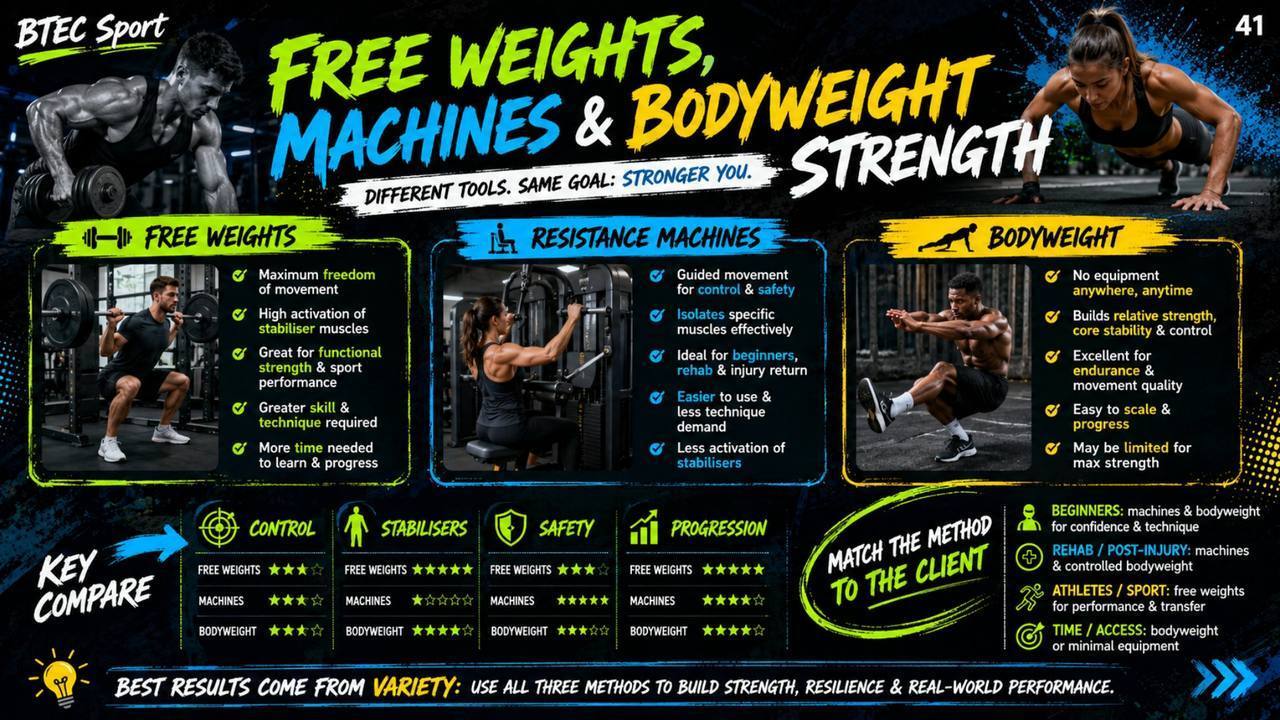 BTEC Sport
41
FREE WEIGHTS,
MACHINES & BODYWEIGHT
STRENGTH
DIFFERENT TOOLS. SAME GOAL: STRONGER YOU.
FREE WEIGHTS
Maximum freedom
of movement
High activation of
stabiliser muscles
Great for functional
strength & sport
performance
Greater skill &
technique required
More time needed
to learn & progress
RESISTANCE MACHINES
Guided movement
for control & safety
Isolates specific
muscles effectively
Ideal for beginners,
rehab & injury return
Easier to use &
less technique
demand
Less activation of
stabilisers
BODYWEIGHT
No equipment
anywhere, anytime
Builds relative strength,
core stability & control
Excellent for
endurance &
movement quality
Easy to scale &
progress
May be limited for
max strength
KEY
COMPARE
CONTROL
FREE WEIGHTS
MACHINES
BODYWEIGHT
STABILISERS
FREE WEIGHTS
MACHINES
BODYWEIGHT
SAFETY
FREE WEIGHTS
MACHINES
BODYWEIGHT
PROGRESSION
FREE WEIGHTS
MACHINES
BODYWEIGHT
MATCH THE METHOD
TO THE CLIENT
BEGINNERS: machines & bodyweight
for confidence & technique
REHAB / POST-INJURY: machines
& controlled bodyweight
ATHLETES / SPORT: free weights
for performance & transfer
TIME / ACCESS: bodyweight
or minimal equipment
BEST RESULTS COME FROM VARIETY: USE ALL THREE METHODS TO BUILD STRENGTH, RESILIENCE & REAL-WORLD PERFORMANCE.